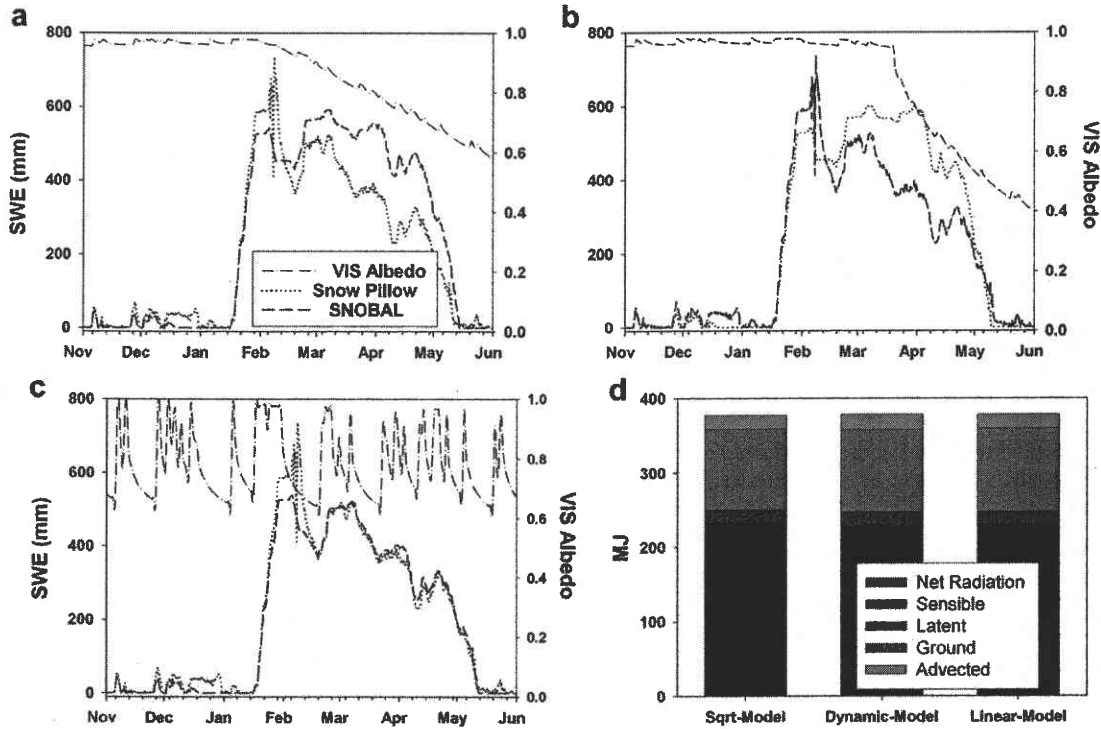 a
b
800
600
400
200
0
SWE (mm)
1.0
0.8
0.6
0.4
0.2
0.0
VIS Albedo
Snow Pillow
SNOBAL
Nov Dec Jan Feb Mar Apr May Jun
800
600
400
200
0
1.0
0.8
0.6
0.4
0.2
0.0
VIS Albedo
Nov Dec Jan Feb Mar Apr May Jun
c
d
800
600
400
200
0
SWE (mm)
1.0
0.8
0.6
0.4
0.2
0.0
VIS Albedo
Nov Dec Jan Feb Mar Apr May Jun
400
300
200
100
0
MJ
Net Radiation
Sensible
Latent
Ground
Advected
Sqrt-Model Dynamic-Model Linear-Model